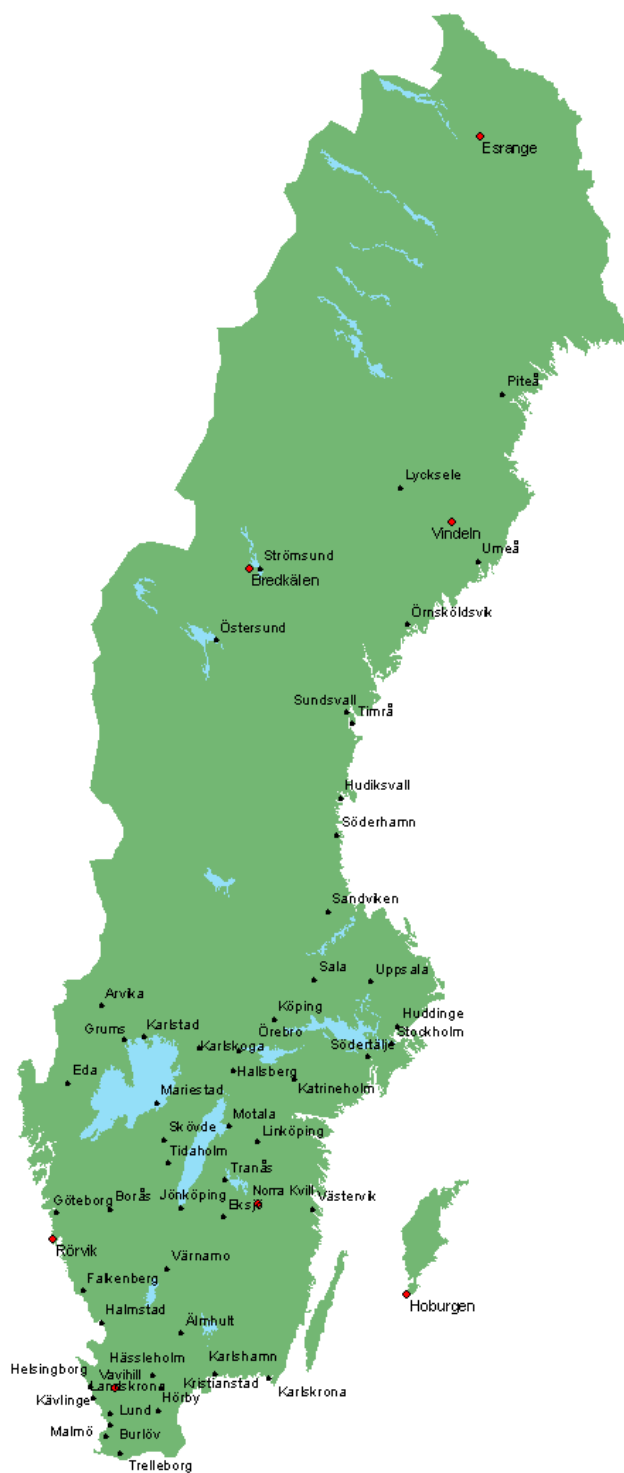 Esrange
Piteå
Lycksele
Vindeln
Umeå
Strömsund
Bredkälen
Örnsköldsvik
Östersund
Sundsvall
Timrå
Hudiksvall
Söderhamn
Sandviken
Sala
Uppsala
Arvika
Köping
Huddinge
Grums
Karlstad
Örebro
Stockholm
Karlskoga
Södertälje
Hallsberg
Eda
Katrineholm
Mariestad
Motala
Skövde
Linköping
Tidaholm
Tranås
Norra Kvill
Göteborg
Borås
Jönköping
Eksjö
Västervik
Rörvik
Värnamo
Falkenberg
Hoburgen
Halmstad
Älmhult
Helsingborg
Hässleholm
Karlshamn
Vavihill
Kristianstad
Landskrona
Karlskrona
Kävlinge
Hörby
Lund
Malmö
Burlöv
Trelleborg